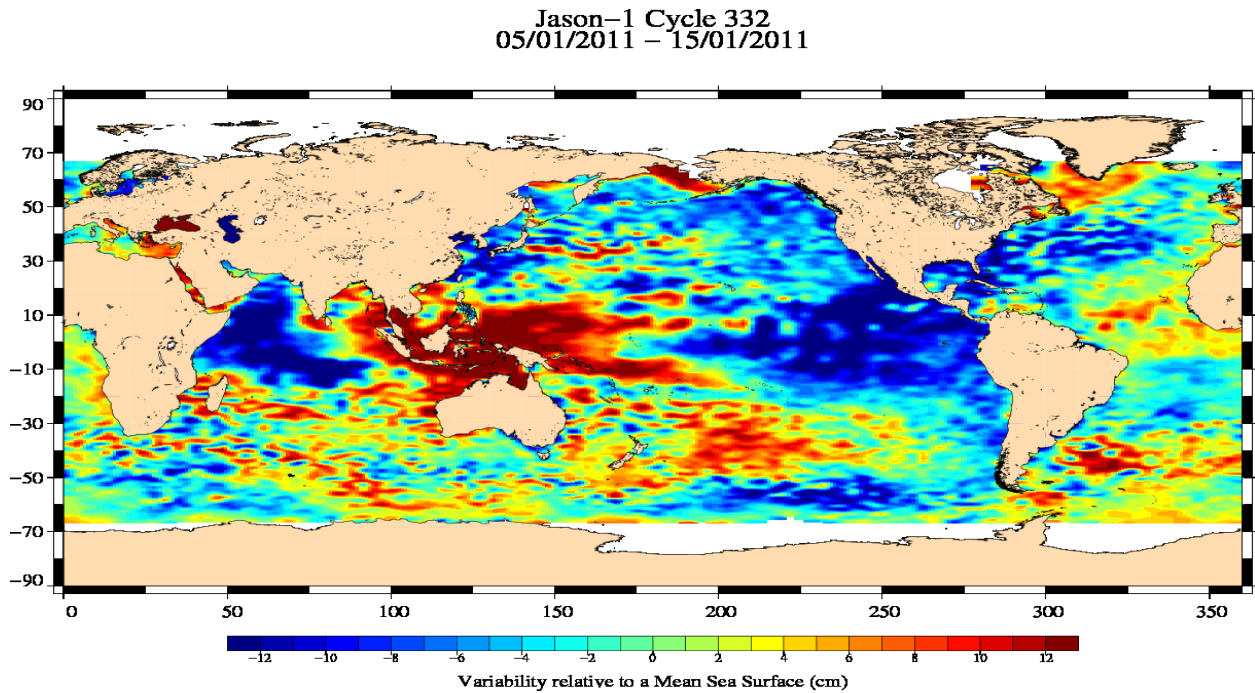 Jason−1 Cycle 332
05/01/2011 − 15/01/2011
90
70
50
30
10
−10
−30
−50
−70
−90
0 50 100 150 200 250 300 350
−12 −10 −8 −6 −4 −2 0 2 4 6 8 10 12
Variability relative to a Mean Sea Surface (cm)